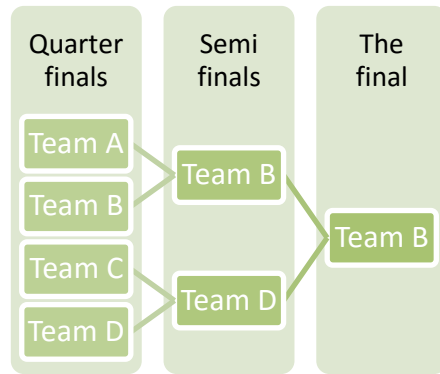 Quarter
finals
Team A
Team B
Team C
Team D
Semi
finals
Team B
Team D
The
final
Team B